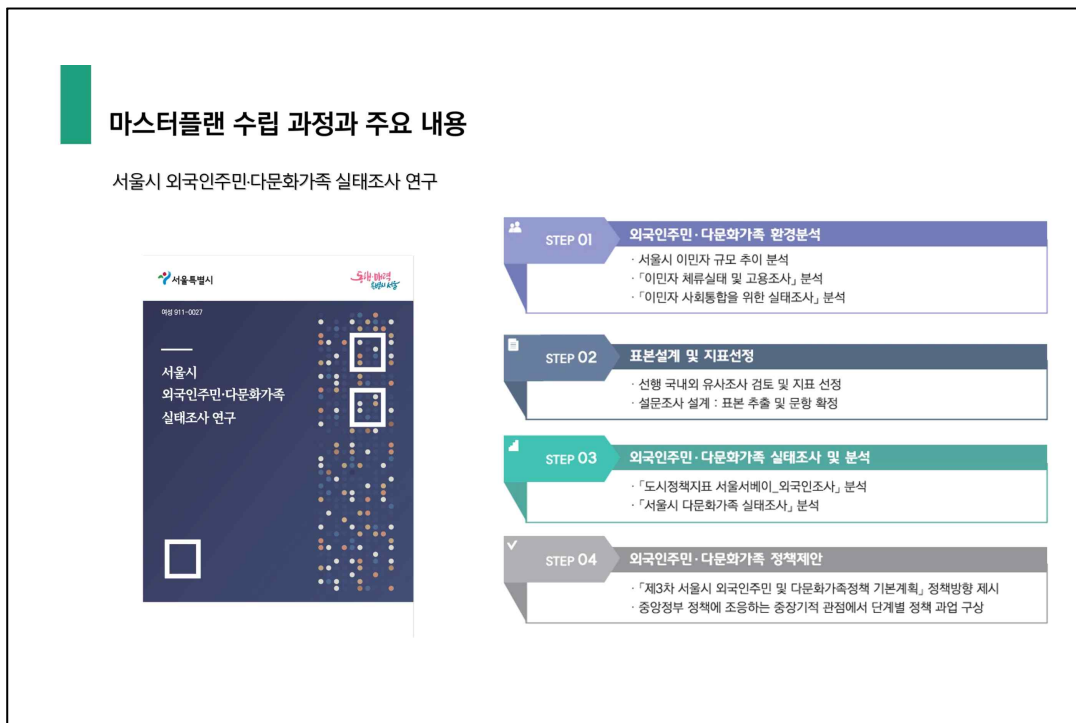 마스터플랜 수립 과정과 주요 내용
서울시 외국인주민·다문화가족 실태조사 연구
서울특별시
동행·매력
특별시 서울
여성 911-0027
서울시
외국인주민·다문화가족
실태조사 연구
STEP 01
외국인주민·다문화가족 환경분석
· 서울시 이민자 규모 추이 분석
· 「이민자 체류실태 및 고용조사」 분석
· 「이민자 사회통합을 위한 실태조사」 분석
STEP 02
표본설계 및 지표선정
· 선행 국내외 유사조사 검토 및 지표 선정
· 설문조사 설계 : 표본 추출 및 문항 확정
STEP 03
외국인주민·다문화가족 실태조사 및 분석
· 「도시정책지표 서울서베이_외국인조사」 분석
· 「서울시 다문화가족 실태조사」 분석
STEP 04
외국인주민·다문화가족 정책제안
· 「제3차 서울시 외국인주민 및 다문화가족정책 기본계획」 정책방향 제시
· 중앙정부 정책에 조응하는 중장기적 관점에서 단계별 정책 과업 구상